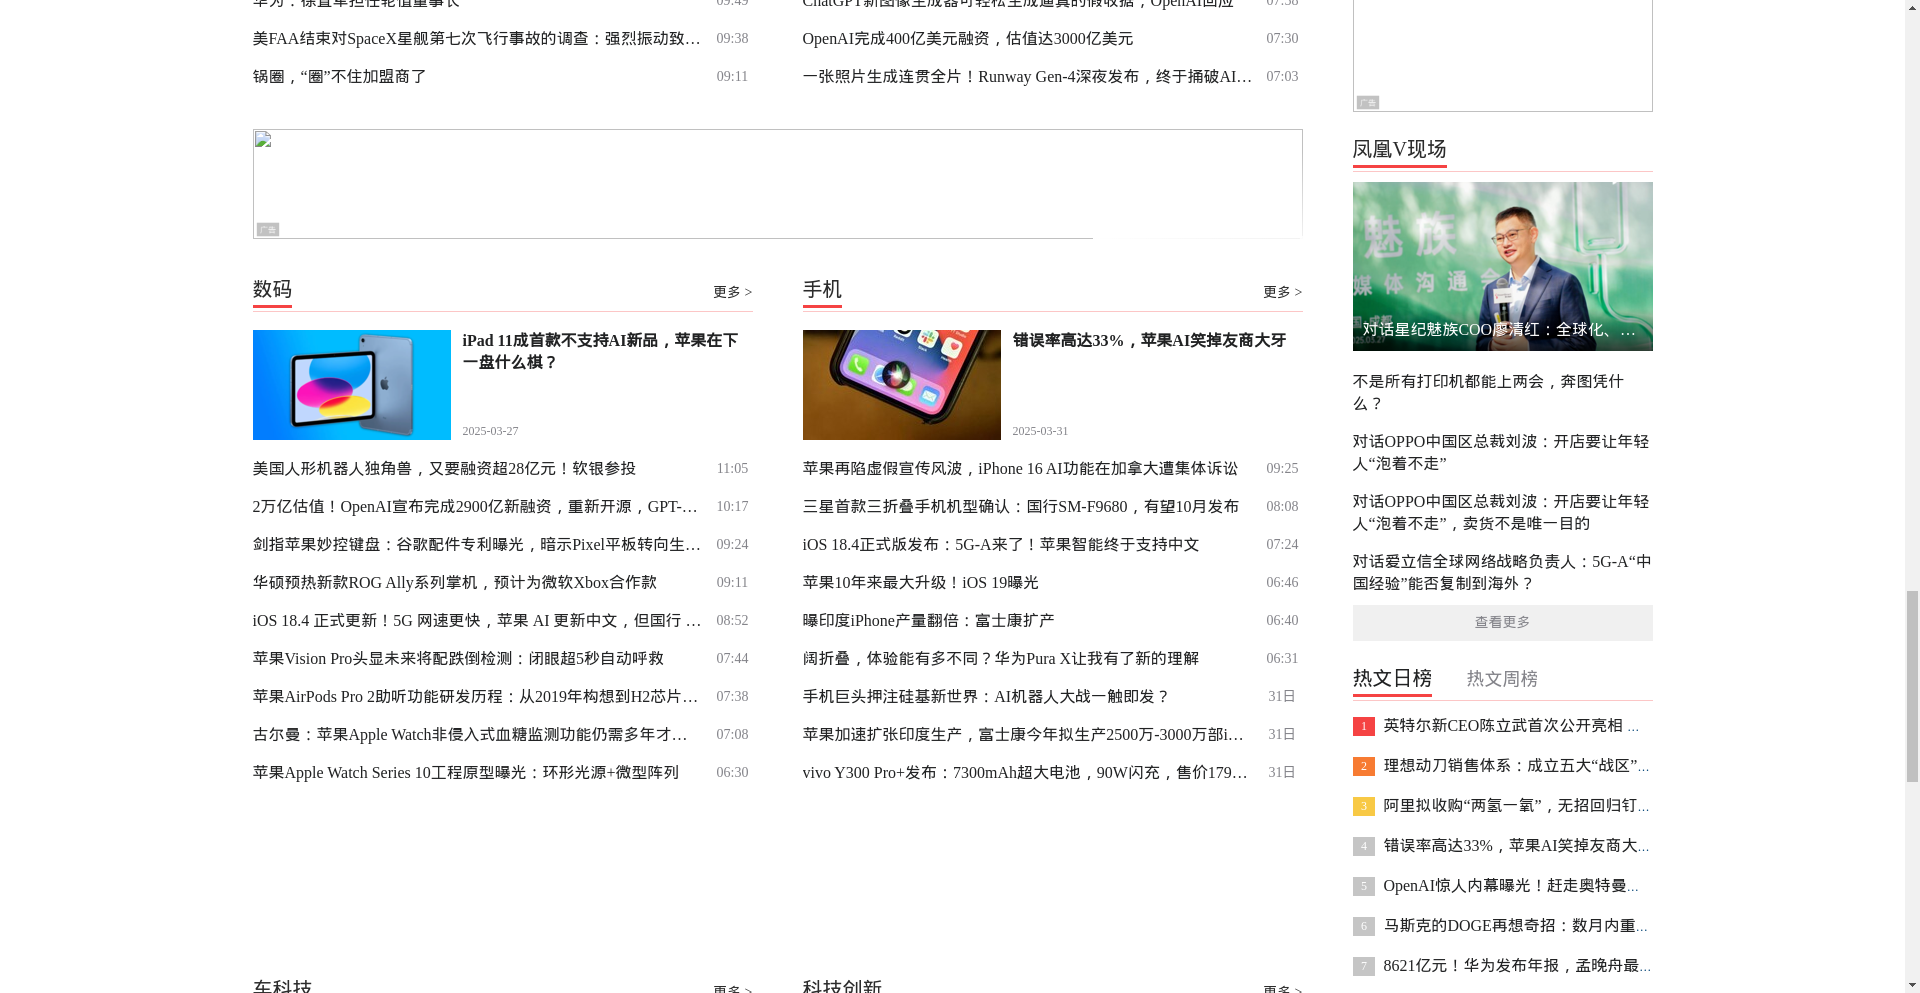 华为：徐直军担任轮值董事长 09:49
美FAA结束对SpaceX星舰第七次飞行事故的调查：强烈振动致… 09:38
锅圈，“圈”不住加盟商了 09:11
ChatGPT新图像生成器可轻松生成逼真的假收据，OpenAI回应 07:38
OpenAI完成400亿美元融资，估值达3000亿美元 07:30
一张照片生成连贯全片！Runway Gen-4深夜发布，终于捅破AI… 07:03
广告
数码 更多 >
iPad 11成首款不支持AI新品，苹果在下
一盘什么棋？
2025-03-27
美国人形机器人独角兽，又要融资超28亿元！软银参投 11:05
2万亿估值！OpenAI宣布完成2900亿新融资，重新开源，GPT-… 10:17
剑指苹果妙控键盘：谷歌配件专利曝光，暗示Pixel平板转向生… 09:24
华硕预热新款ROG Ally系列掌机，预计为微软Xbox合作款 09:11
iOS 18.4 正式更新！5G 网速更快，苹果 AI 更新中文，但国行 … 08:52
苹果Vision Pro头显未来将配跌倒检测：闭眼超5秒自动呼救 07:44
苹果AirPods Pro 2助听功能研发历程：从2019年构想到H2芯片… 07:38
古尔曼：苹果Apple Watch非侵入式血糖监测功能仍需多年才… 07:08
苹果Apple Watch Series 10工程原型曝光：环形光源+微型阵列 06:30
手机 更多 >
错误率高达33%，苹果AI笑掉友商大牙
2025-03-31
苹果再陷虚假宣传风波，iPhone 16 AI功能在加拿大遭集体诉讼 09:25
三星首款三折叠手机机型确认：国行SM-F9680，有望10月发布 08:08
iOS 18.4正式版发布：5G-A来了！苹果智能终于支持中文 07:24
苹果10年来最大升级！iOS 19曝光 06:46
曝印度iPhone产量翻倍：富士康扩产 06:40
阔折叠，体验能有多不同？华为Pura X让我有了新的理解 06:31
手机巨头押注硅基新世界：AI机器人大战一触即发？ 31日
苹果加速扩张印度生产，富士康今年拟生产2500万-3000万部i… 31日
vivo Y300 Pro+发布：7300mAh超大电池，90W闪充，售价179… 31日
车科技 更多 >
科技创新 更多 >
广告
凤凰V现场
魅族
媒体沟通会
对话星纪魅族COO廖清红：全球化、…
不是所有打印机都能上两会，奔图凭什
么？
对话OPPO中国区总裁刘波：开店要让年轻
人“泡着不走”
对话OPPO中国区总裁刘波：开店要让年轻
人“泡着不走”，卖货不是唯一目的
对话爱立信全球网络战略负责人：5G-A“中
国经验”能否复制到海外？
查看更多
热文日榜 热文周榜
1 英特尔新CEO陈立武首次公开亮相 …
2 理想动刀销售体系：成立五大“战区”…
3 阿里拟收购“两氢一氧”，无招回归钉…
4 错误率高达33%，苹果AI笑掉友商大…
5 OpenAI惊人内幕曝光！赶走奥特曼…
6 马斯克的DOGE再想奇招：数月内重…
7 8621亿元！华为发布年报，孟晚舟最…